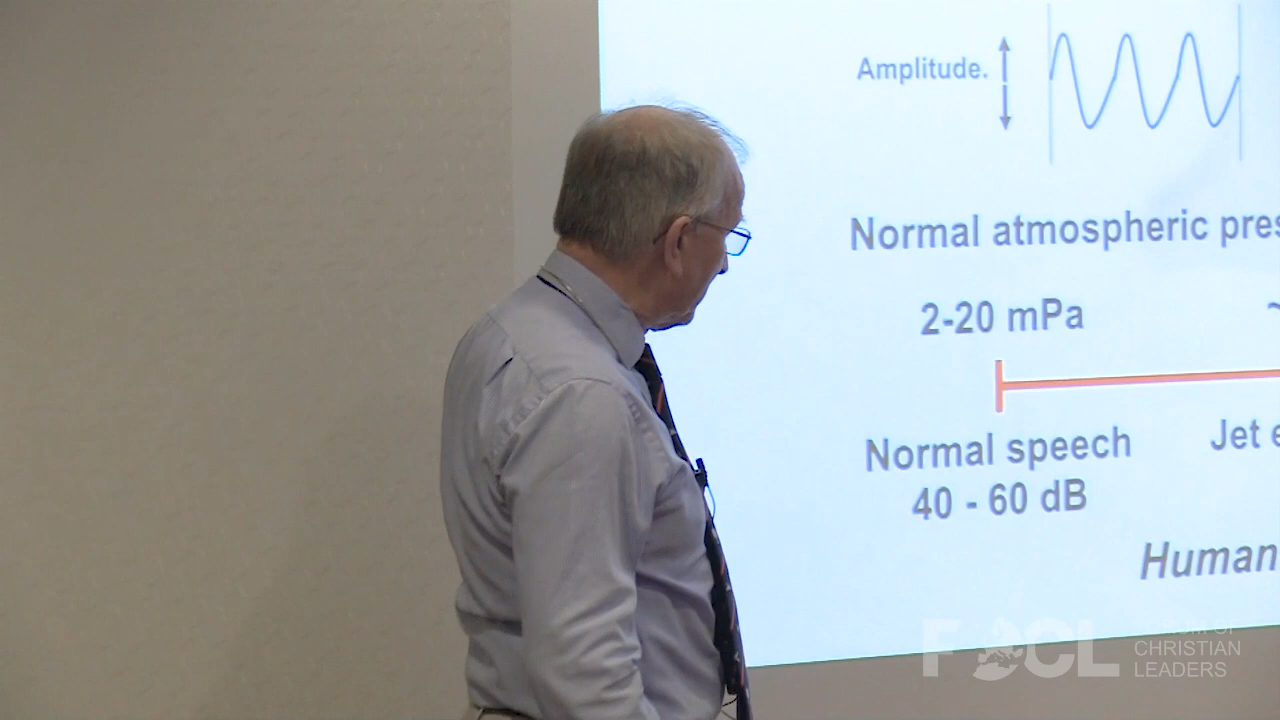 Amplitude.
Normal atmospheric pres
2-20 mPa
~
Normal speech
Jet e
40 - 60 dB
Human
FOCL
CHRISTIAN
LEADERS